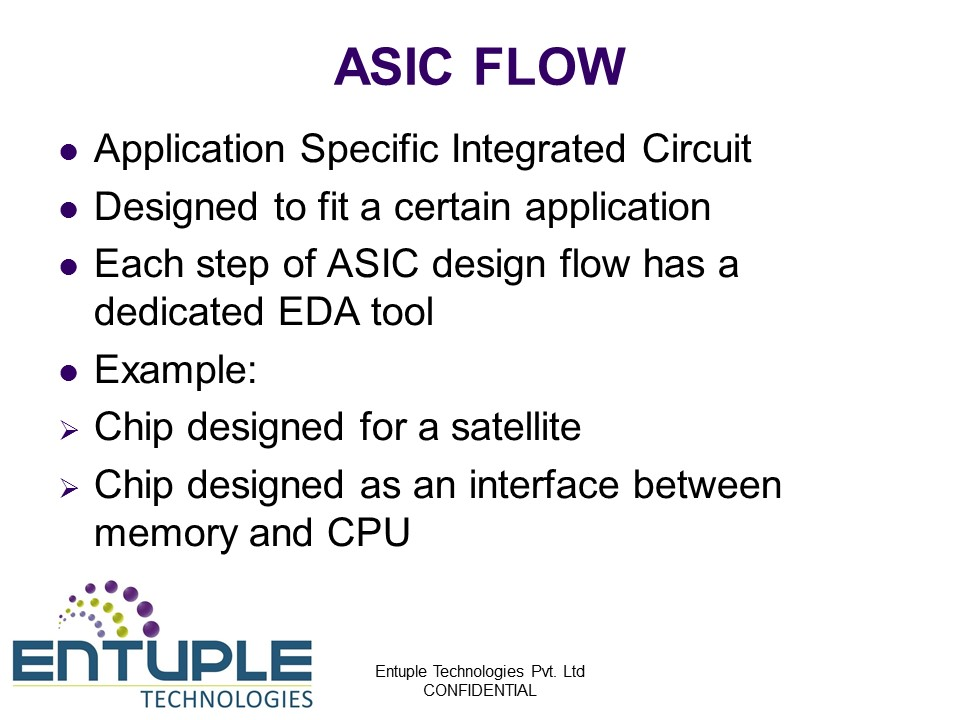 ASIC FLOW
● Application Specific Integrated Circuit
● Designed to fit a certain application
● Each step of ASIC design flow has a
dedicated EDA tool
● Example:
➢ Chip designed for a satellite
➢ Chip designed as an interface between
memory and CPU
ENTUPLE
TECHNOLOGIES
Entuple Technologies Pvt. Ltd
CONFIDENTIAL